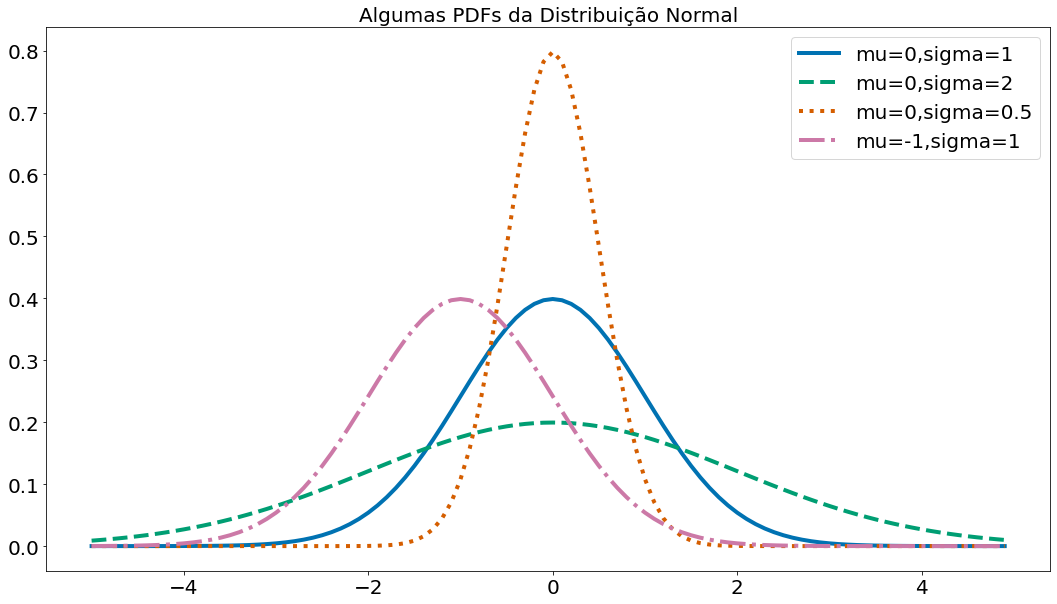 Algumas PDFs da Distribuição Normal
mu=0,sigma=1
mu=0,sigma=2
mu=0,sigma=0.5
mu=-1,sigma=1
0.8
0.7
0.6
0.5
0.4
0.3
0.2
0.1
0.0
−4 −2 0 2 4